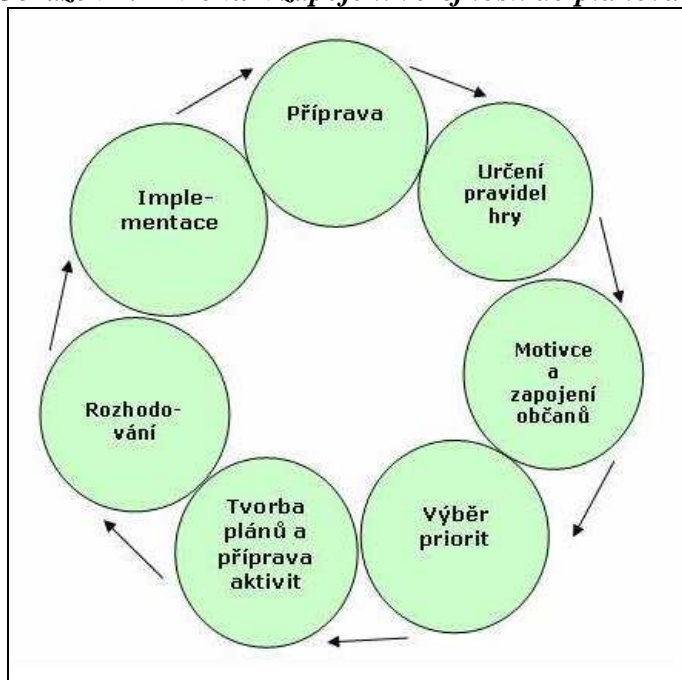 Příprava
Určení
pravidel
hry
Motivce
a
zapojení
občanů
Výběr
priorit
Tvorba
plánů a
příprava
aktivit
Rozhodo-
vání
Imple-
mentace